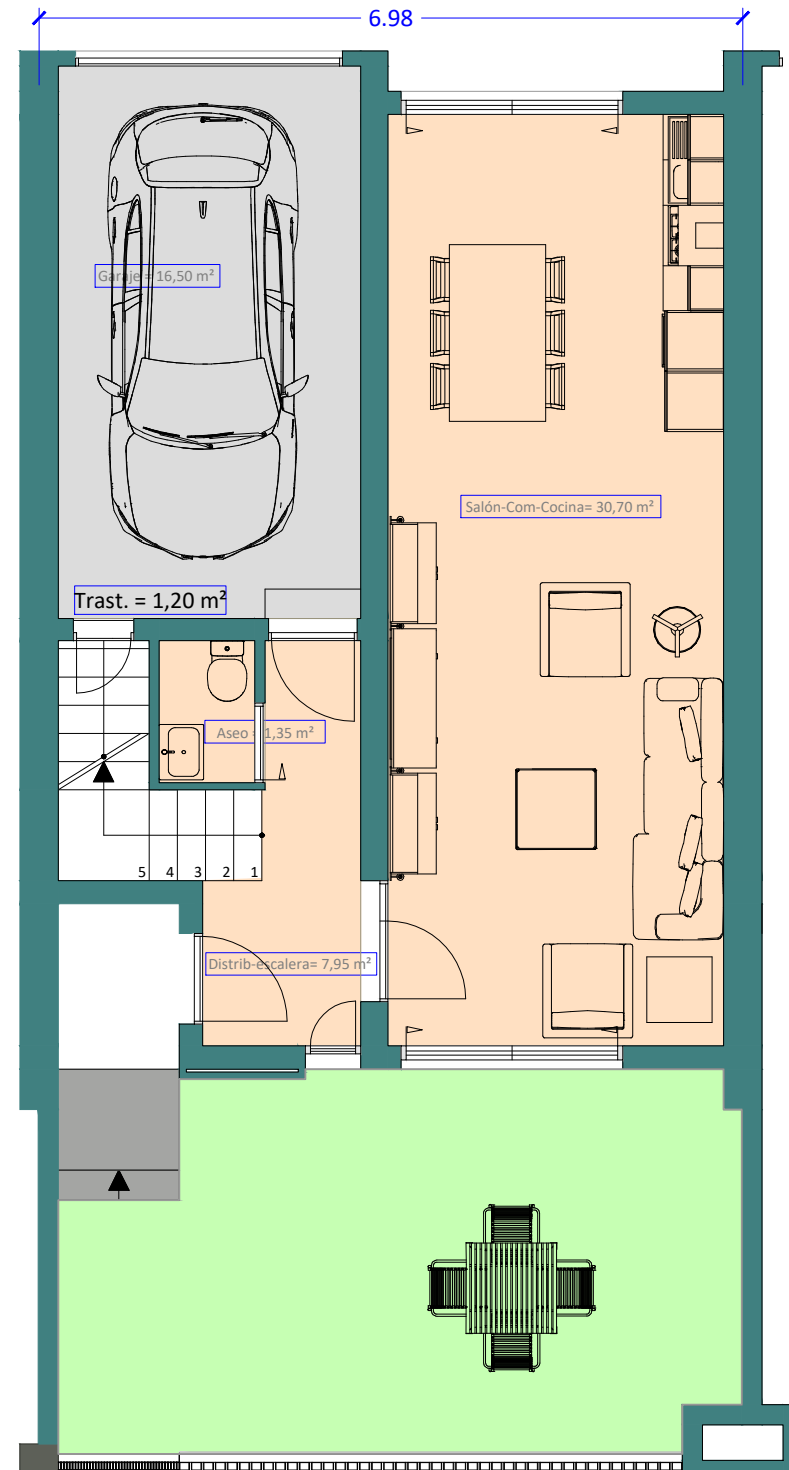 6.98
Garaje = 16,50 m²
Salón-Com-Cocina= 30,70 m²
Trast. = 1,20 m²
Aseo = 1,35 m²
5 4 3 2 1
Distrib-escalera= 7,95 m²